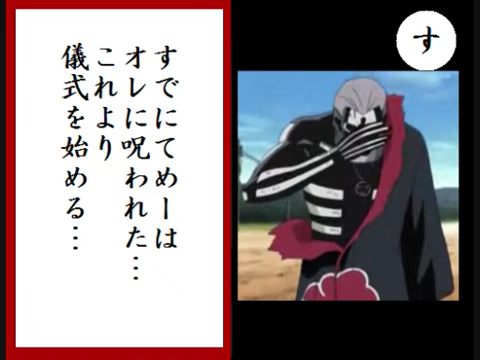 すでにてめーは
オレに呪われた…
これより
儀式を始める…
す